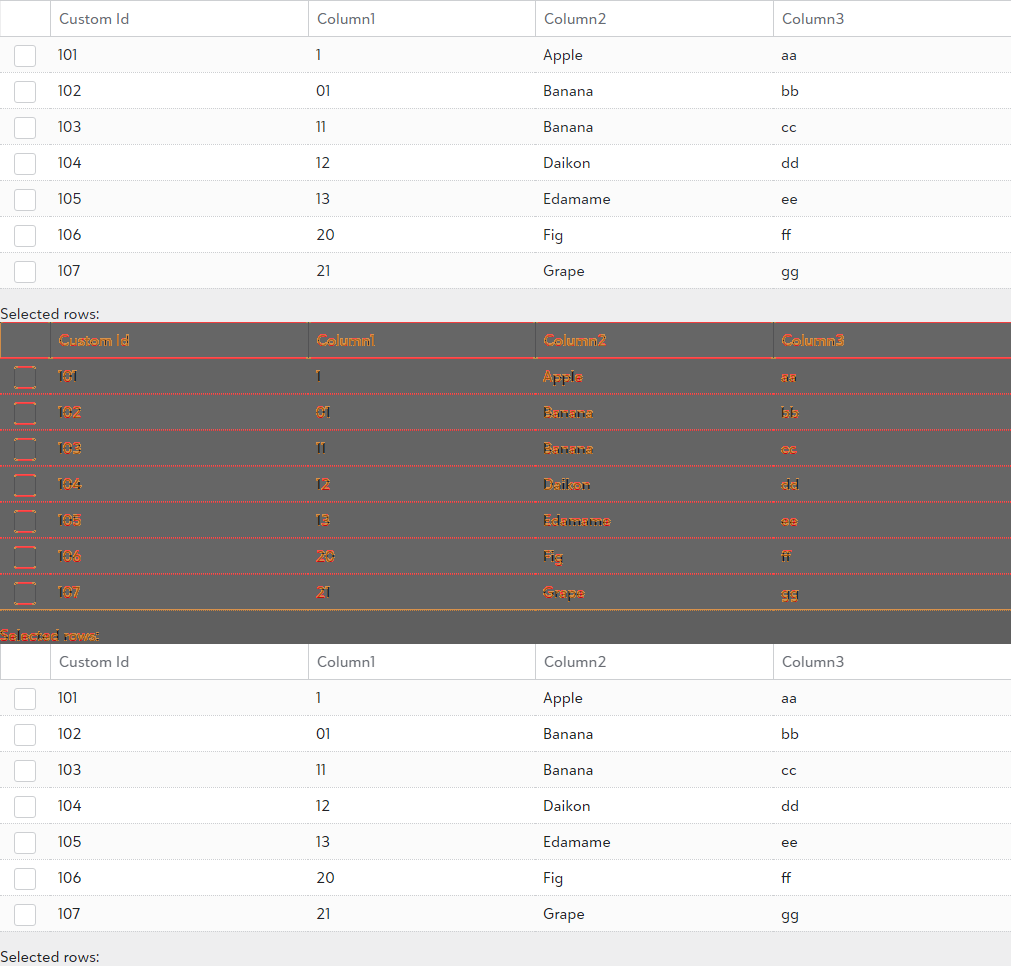 Custom Id Column1 Column2 Column3
101 1 Apple aa
102 01 Banana bb
103 11 Banana cc
104 12 Daikon dd
105 13 Edamame ee
106 20 Fig ff
107 21 Grape gg
Selected rows:
Custom Id Column1 Column2 Column3
101 1 Apple aa
102 01 Banana bb
103 11 Banana cc
104 12 Daikon dd
105 13 Edamame ee
106 20 Fig ff
107 21 Grape gg
Selected rows:
Custom Id Column1 Column2 Column3
101 1 Apple aa
102 01 Banana bb
103 11 Banana cc
104 12 Daikon dd
105 13 Edamame ee
106 20 Fig ff
107 21 Grape gg
Selected rows: